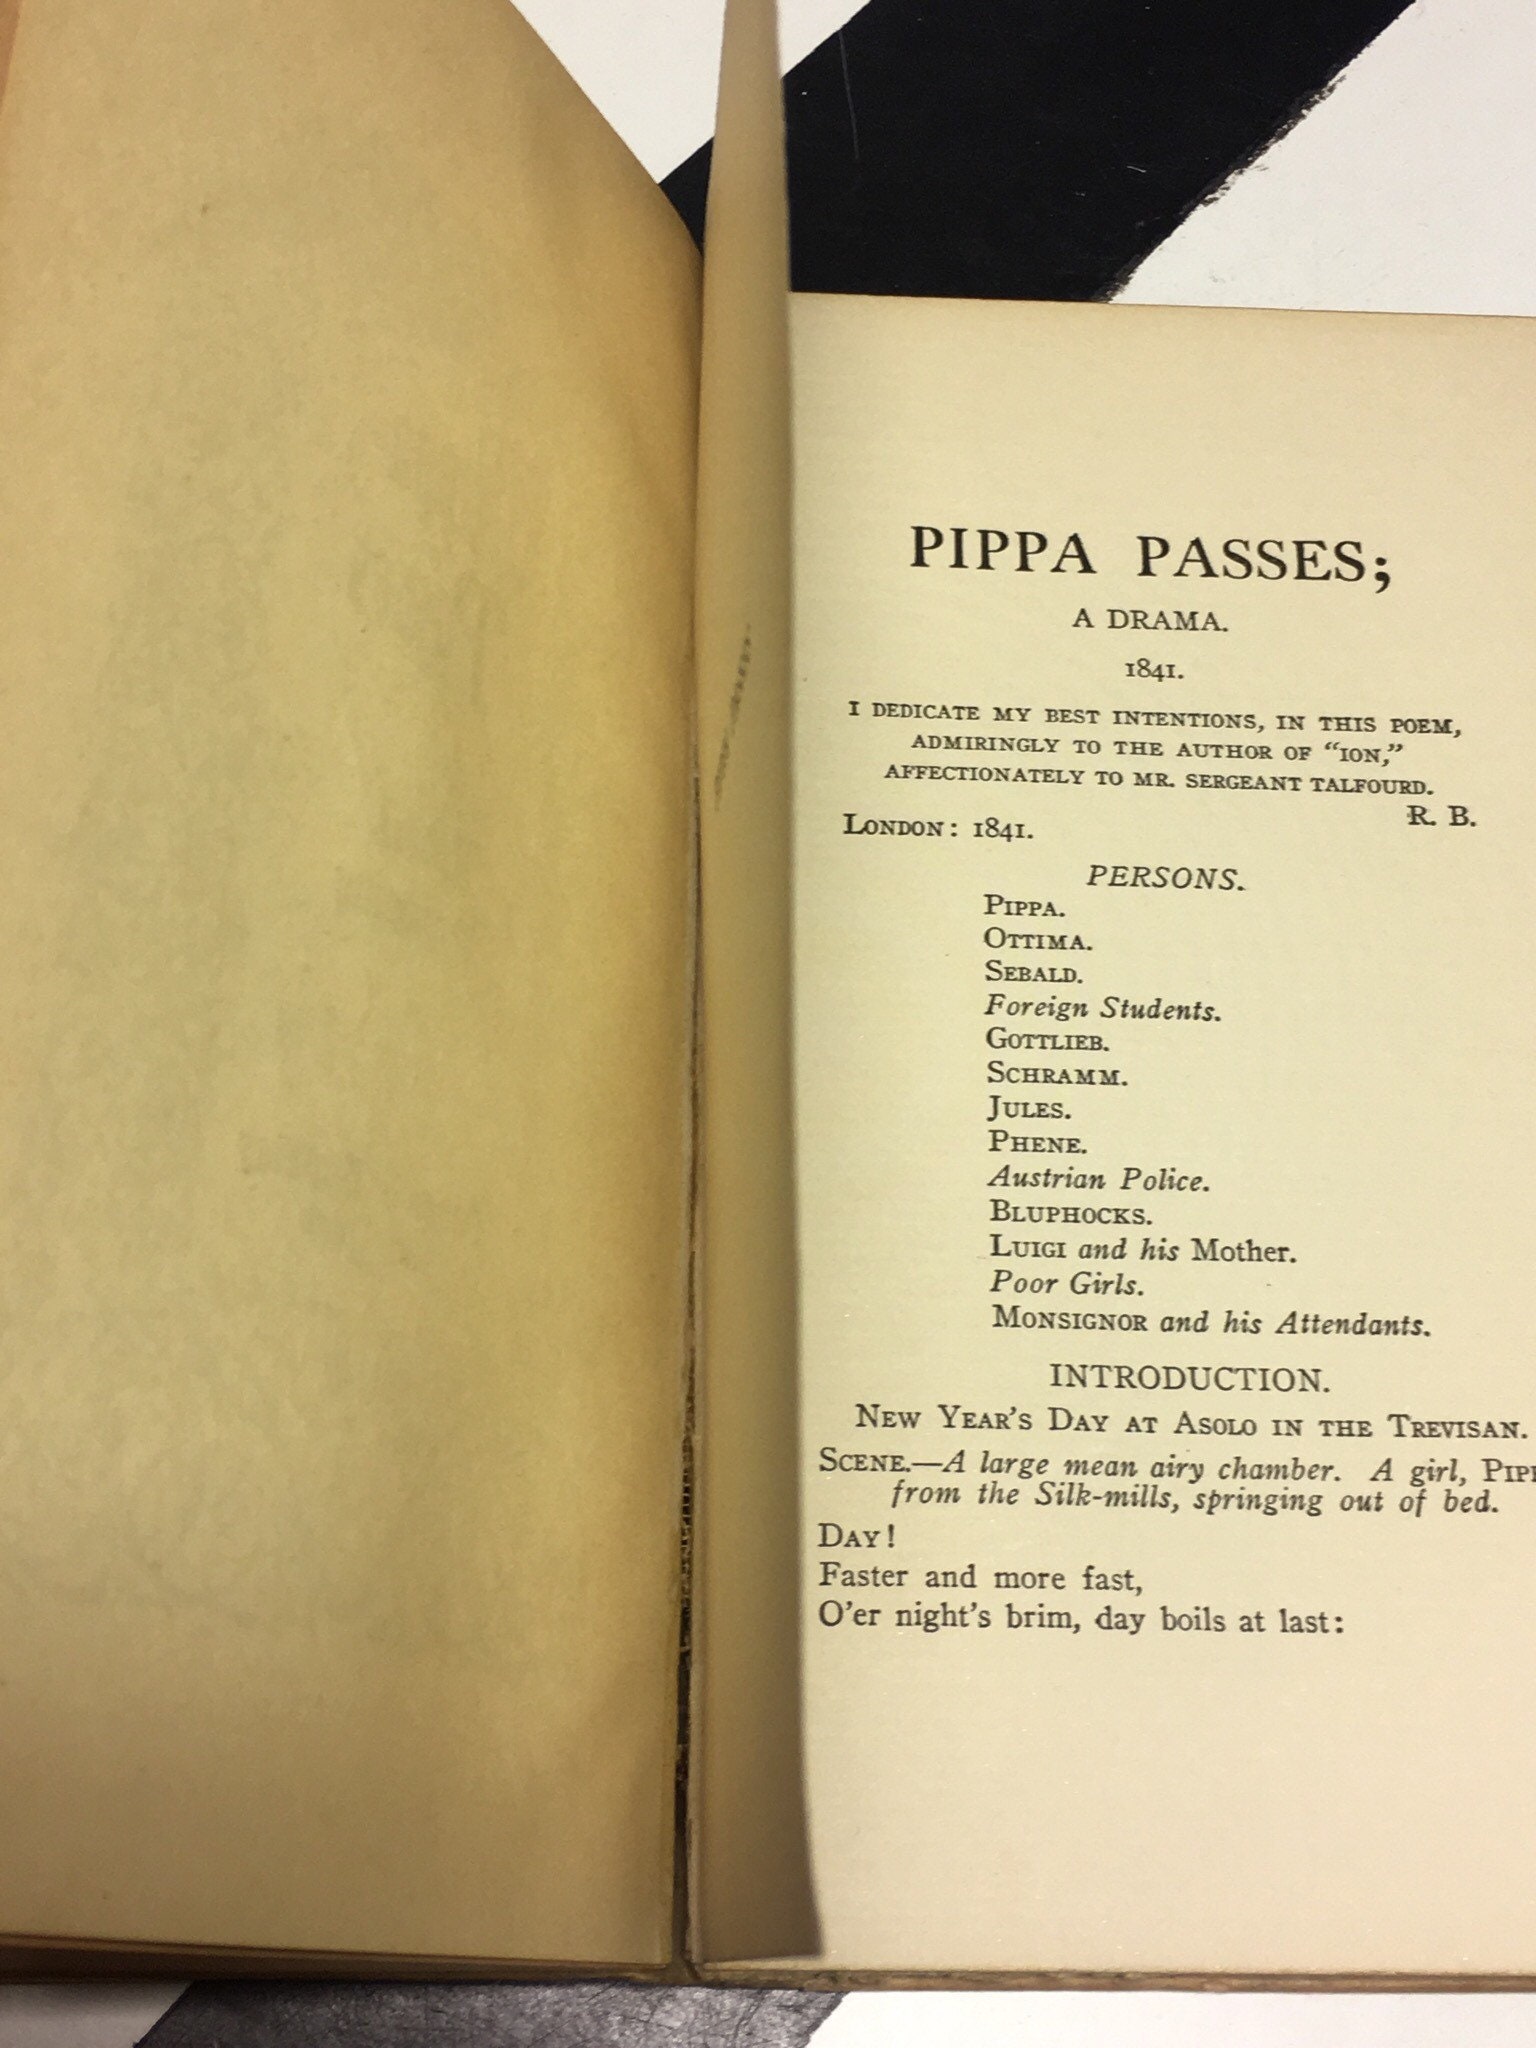 PIPPA PASSES;
A DRAMA.
1841.
I DEDICATE MY BEST INTENTIONS, IN THIS POEM,
ADMIRINGLY TO THE AUTHOR OF “ION,”
AFFECTIONATELY TO MR. SERGEANT TALFOURD.
R. B.
LONDON: 1841.
PERSONS.
PIPPA.
OTTIMA.
SEBALD.
Foreign Students.
GOTTLIEB.
SCHRAMM.
JULES.
PHENE.
Austrian Police.
BLUPHOCKS.
LUIGI and his Mother.
Poor Girls.
MONSIGNOR and his Attendants.
INTRODUCTION.
NEW YEAR’S DAY AT ASOLO IN THE TREVISAN.
SCENE.—A large mean airy chamber. A girl,
from the Silk-mills, springing out of bed.
DAY!
Faster and more fast,
O’er night’s brim, day boils at last: